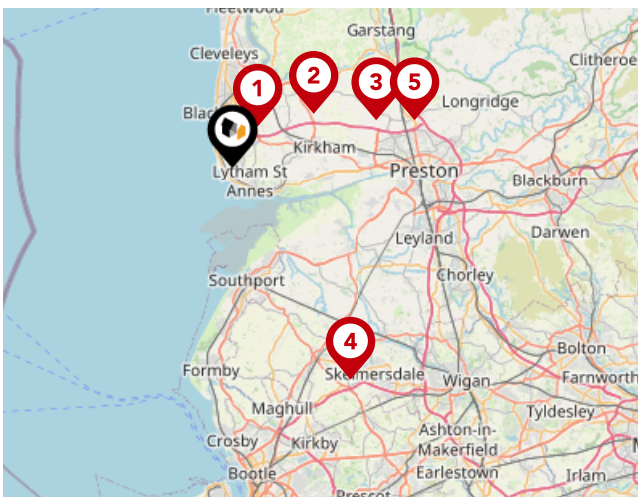 Fleetwood
Garstang
Cleveleys
Clitheroe
1
2
3
5
Longridge
Kirkham
Preston
Lytham St
Annes
Blackburn
Leyland
Darwen
Southport
Chorley
4
Bolton
Formby
Skelmersdale
Wigan
Farnworth
Maghull
Tyldesley
Crosby
Kirkby
Ashton-in-
Makerfield
Bootle
Earlestown
Irlam
Prescot